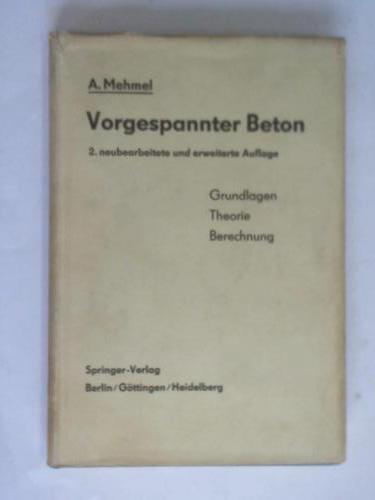 A. Mehmel
Vorgespannter Beton
2. neubearbeitete und erweiterte Auflage
Grundlagen
Theorie
Berechnung
Springer-Verlag
Berlin/Göttingen/Heidelberg